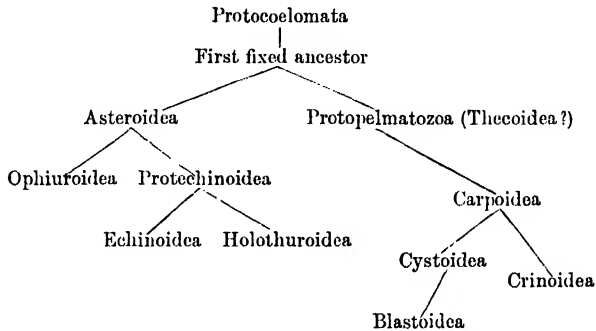 Protocoelomata
First fixed ancestor
Asteroidea Protopelmatozoa (Thecoidea?)
Ophiuroidea Protechinoidea
Carpoidea
Echinoidea Holothuroidea
Cystoidea
Crinoidea
Blastoidea